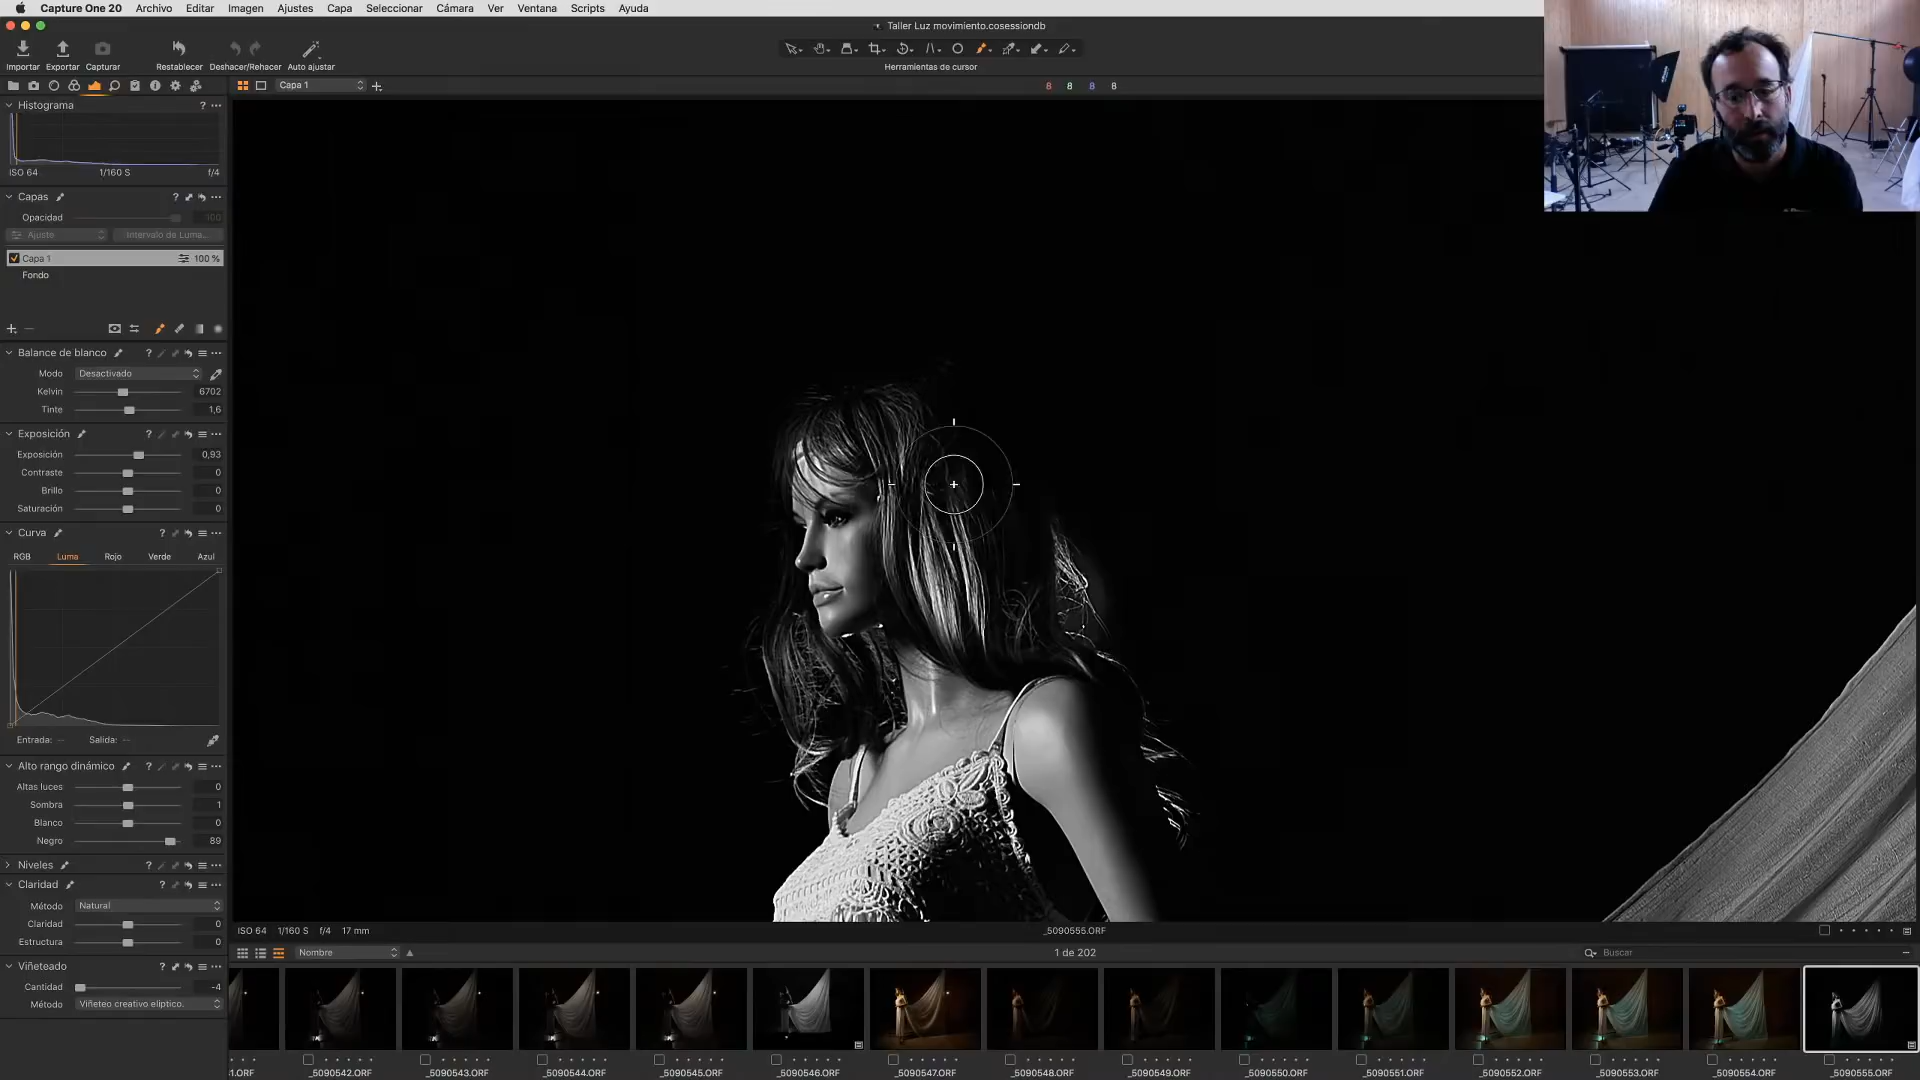 Capture One 20 Archivo Editar Imagen Ajustes Capa Seleccionar Cámara Ver Ventana Scripts Ayuda
Taller Luz movimiento.cosessiondb
Importar Exportar Capturar Restablecer Deshacer/Rehacer Auto ajustar Herramientas de cursor
Capa 1
8 8 8 8
Histograma
ISO 64 1/160 S f/4
Capas
Opacidad 100
Ajuste Intervalo de Luma...
Capa 1 100 %
Fondo
Balance de blanco
Modo Desactivado
Kelvin 6702
Tinte 1,6
Exposición
Exposición 0,93
Contraste 0
Brillo 0
Saturación 0
Curva
RGB Luma Rojo Verde Azul
Entrada: -- Salida: --
Alto rango dinámico
Altas luces 0
Sombra 1
Blanco 0
Negro 89
Niveles
Claridad
Método Natural
Claridad 0
Estructura 0
Viñeteado
Cantidad -4
Método Viñeteo creativo elíptico.
ISO 64 1/160 S f/4 17 mm _5090555.ORF
Nombre 1 de 202 Buscar
1.ORF _5090542.ORF _5090543.ORF _5090544.ORF _5090545.ORF _5090546.ORF _5090547.ORF _5090548.ORF _5090549.ORF _5090550.ORF _5090551.ORF _5090552.ORF _5090553.ORF _5090554.ORF _5090555.ORF